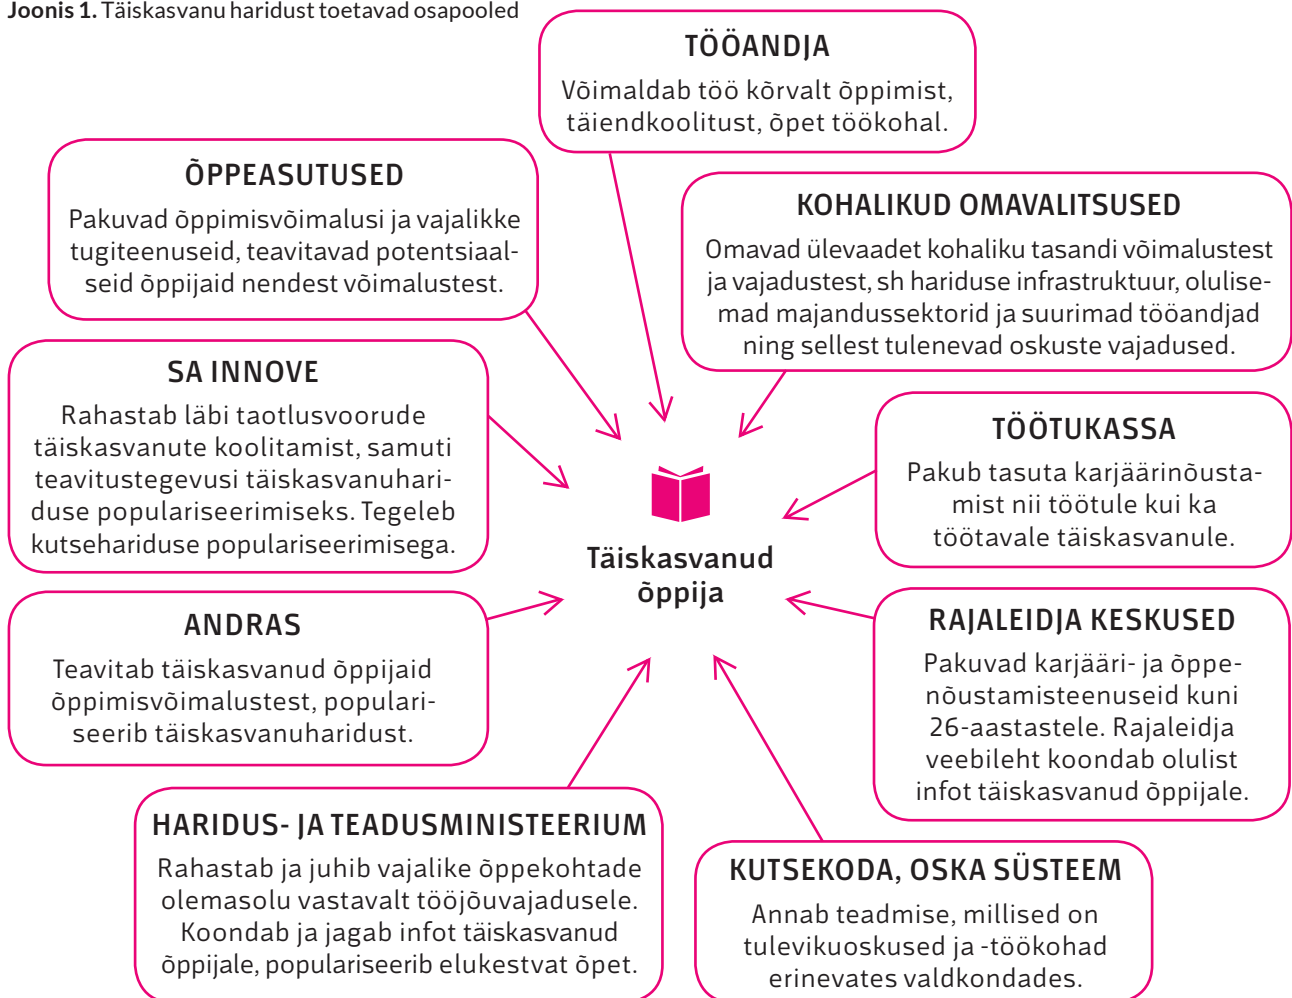 Joonis 1. Täiskasvanu haridust toetavad osapooled
TÖÖANDJA
Võimaldab töö kõrvalt õppimist,
täiendkoolitust, õpet töökohal.
ÕPPEASUTUSED
Pakuvad õppimisvõimalusi ja vajalikke
tugiteenuseid, teavitavad potentsiaal-
seid õppijaid nendest võimalustest.
KOHALIKUD OMAVALITSUSED
Omavad ülevaadet kohaliku tasandi võimalustest
ja vajadustest, sh hariduse infrastruktuur, olulise-
mad majandussektorid ja suurimad tööandjad
ning sellest tulenevad oskuste vajadused.
SA INNOVE
Rahastab läbi taotlusvoorude
täiskasvanute koolitamist, samuti
teavitustegevusi täiskasvanuhari-
duse populariseerimiseks. Tegeleb
kutsehariduse populariseerimisega.
TÖÖTUKASSA
Pakub tasuta karjäärinõusta-
mist nii töötule kui ka
töötavale täiskasvanule.
Täiskasvanud
õppija
ANDRAS
Teavitab täiskasvanud õppijaid
õppimisvõimalustest, populari-
seerib täiskasvanuharidust.
RAJALEIDJA KESKUSED
Pakuvad karjääri- ja õppe-
nõustamisteenuseid kuni
26-aastastele. Rajaleidja
veebileht koondab olulist
infot täiskasvanud õppijale.
HARIDUS- JA TEADUSMINISTEERIUM
Rahastab ja juhib vajalike õppekohtade
olemasolu vastavalt tööjõuvajadusele.
Koondab ja jagab infot täiskasvanud
õppijale, populariseerib elukestvat õpet.
KUTSEKODA, OSKA SÜSTEEM
Annab teadmise, millised on
tulevikuoskused ja -töökohad
erinevates valdkondades.